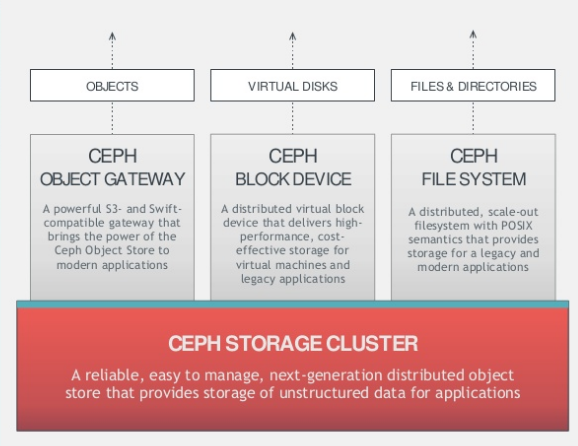 OBJECTS
VIRTUAL DISKS
FILES & DIRECTORIES
CEPH
OBJECT GATEWAY
A powerful S3- and Swift-
compatible gateway that
brings the power of the
Ceph Object Store to
modern applications
CEPH
BLOCK DEVICE
A distributed virtual block
device that delivers high-
performance, cost-
effective storage for
virtual machines and
legacy applications
CEPH
FILE SYSTEM
A distributed, scale-out
filesystem with POSIX
semantics that provides
storage for a legacy and
modern applications
CEPH STORAGE CLUSTER
A reliable, easy to manage, next-generation distributed object
store that provides storage of unstructured data for applications